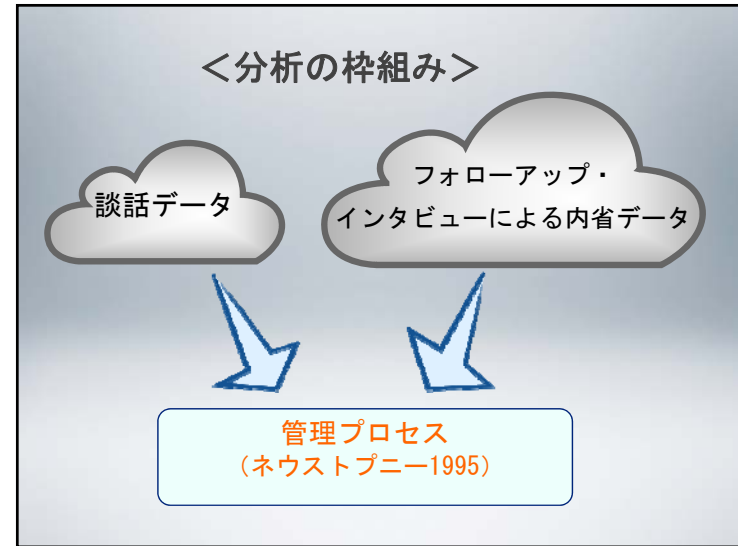 ＜分析の枠組み＞
談話データ
フォローアップ・
インタビューによる内省データ
管理プロセス
（ネウストプニー1995）